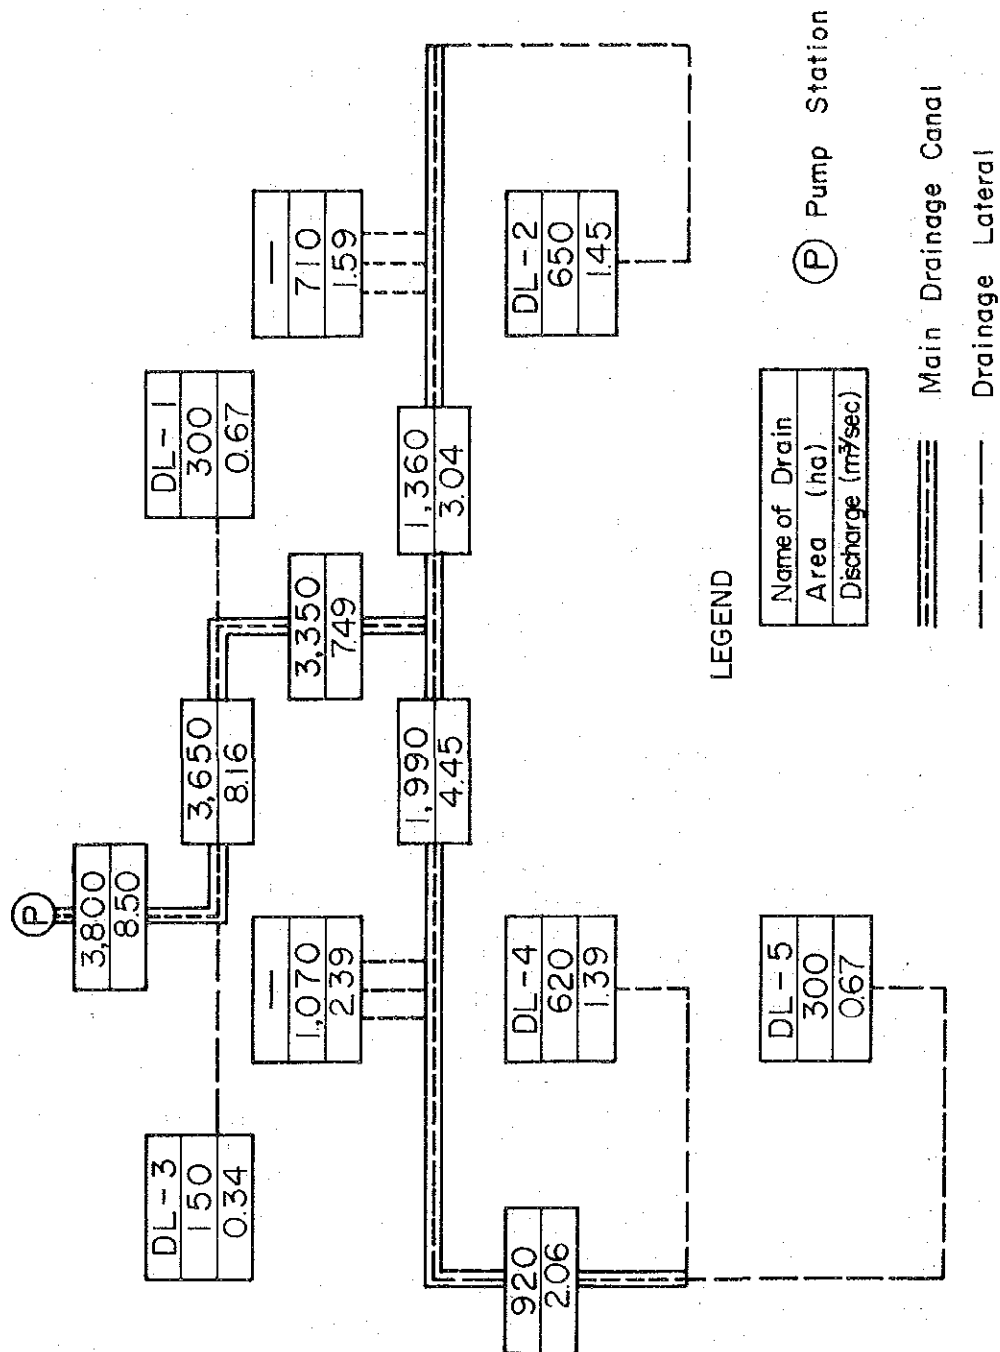 P
3,800
8.50
DL-3
150
0.34
3,650
8.16
DL-1
300
0.67
3,350
7.49
—
1,070
2.39
—
710
1.59
1,990
4.45
1,360
3.04
920
2.06
DL-4
620
1.39
DL-2
650
1.45
DL-5
300
0.67
LEGEND
Name of Drain
Area (ha)
Discharge (m³/sec)
P Pump Station
Main Drainage Canal
Drainage Lateral